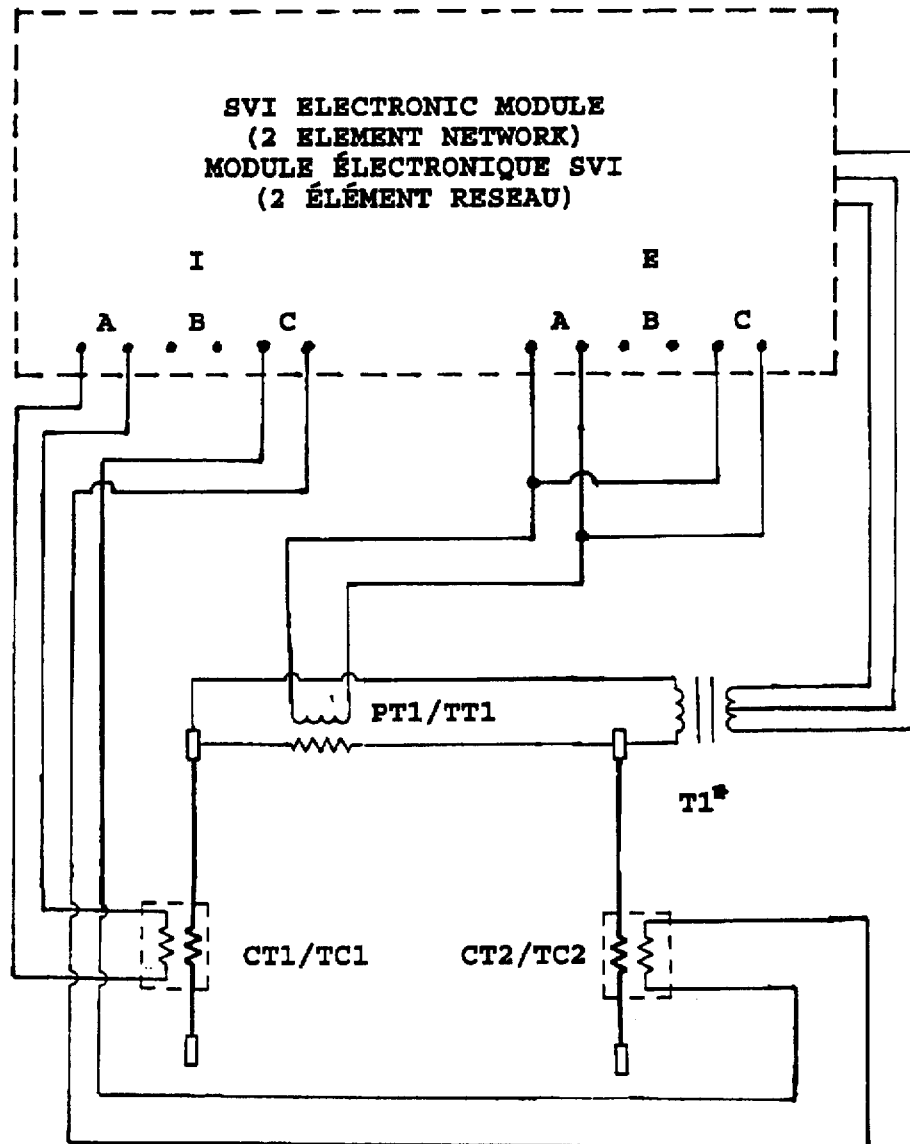 SVI ELECTRONIC MODULE
(2 ELEMENT NETWORK)
MODULE ÉLECTRONIQUE SVI
(2 ÉLÉMENT RESEAU)
I E
A B C A B C
PT1/TT1
T1*
CT1/TC1 CT2/TC2